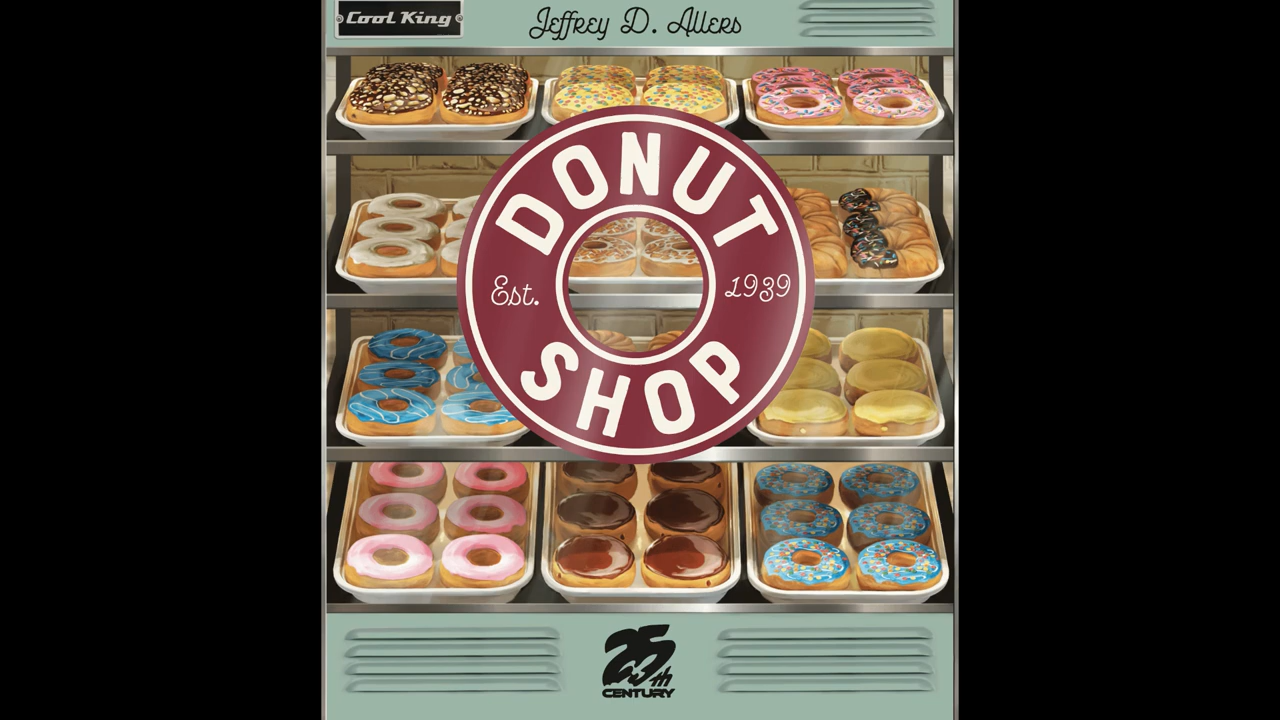 Cool King
Jeffrey D. Allers
DONUT
Est. 1939
SHOP
25th
CENTURY